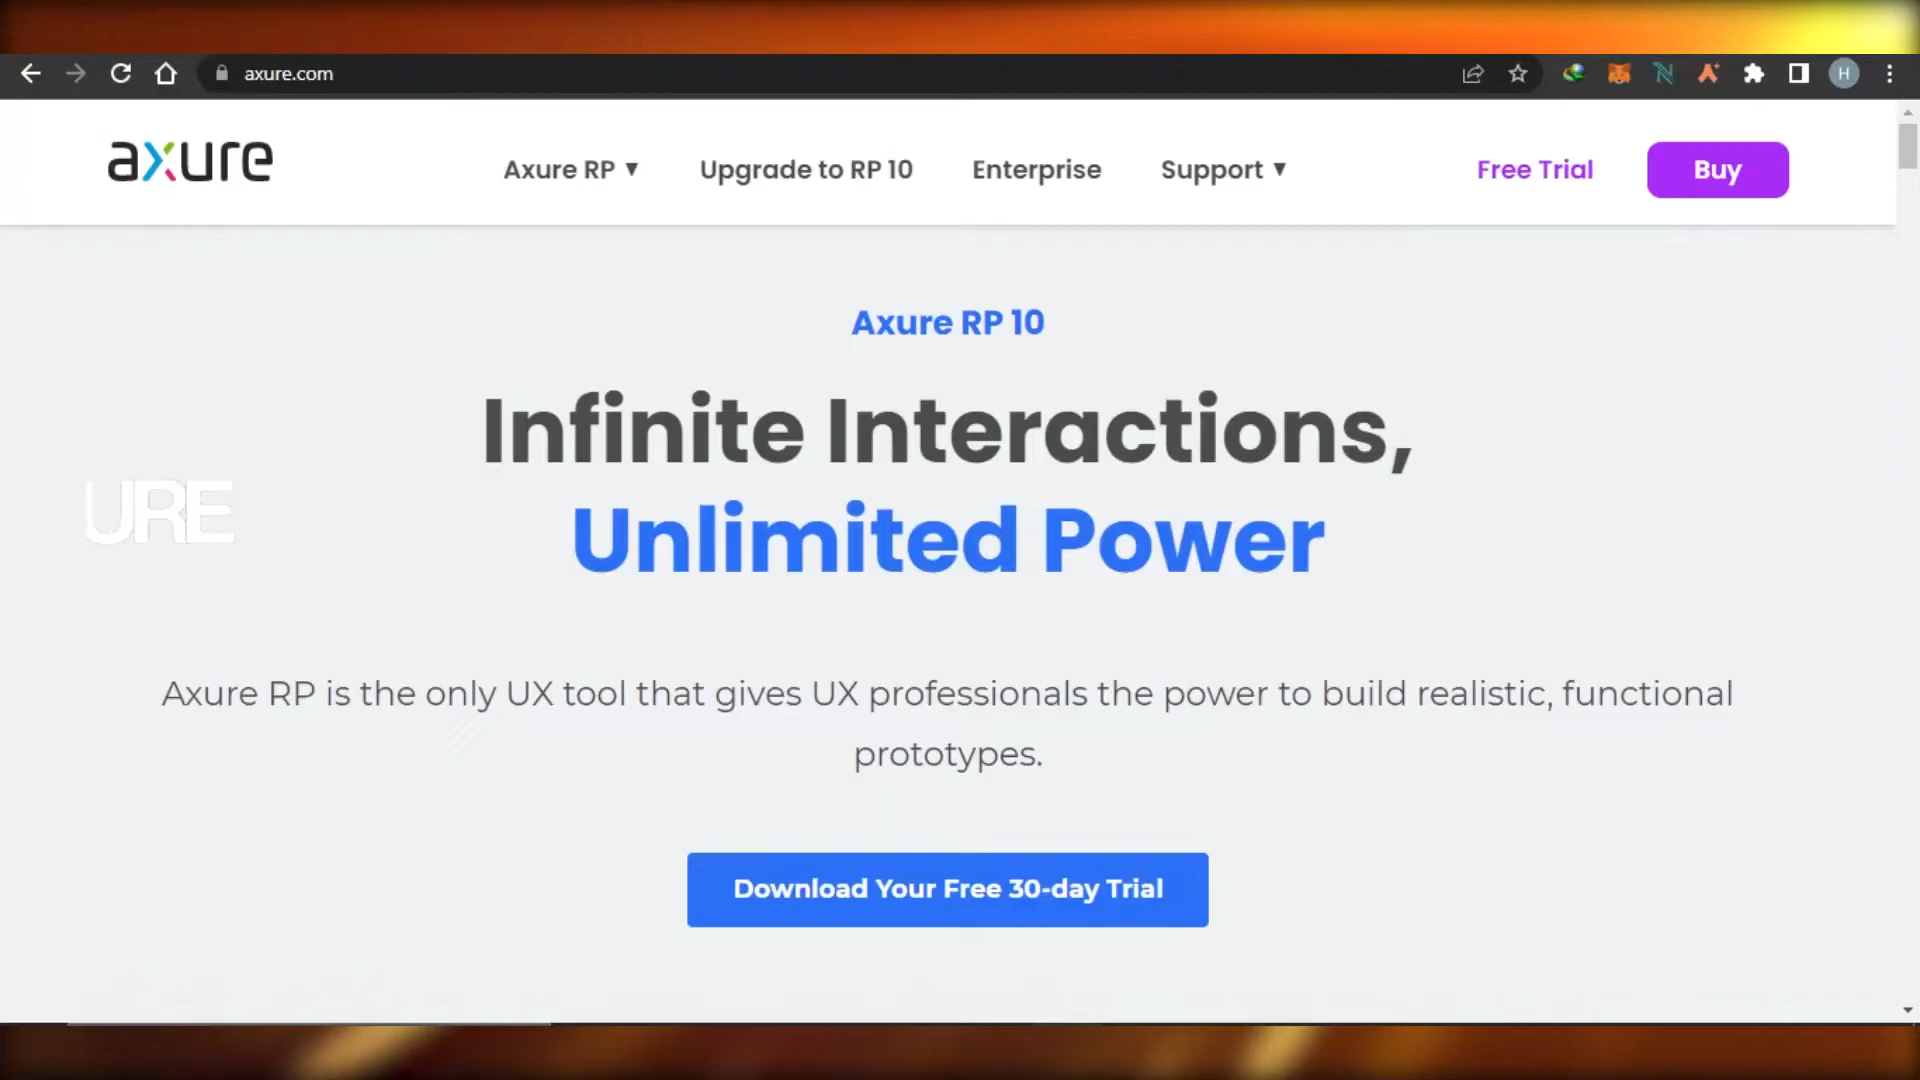 axure.com
H
axure
Axure RP ▼ Upgrade to RP 10 Enterprise Support ▼ Free Trial Buy
Axure RP 10
Infinite Interactions,
Unlimited Power
URE
Axure RP is the only UX tool that gives UX professionals the power to build realistic, functional
prototypes.
Download Your Free 30-day Trial